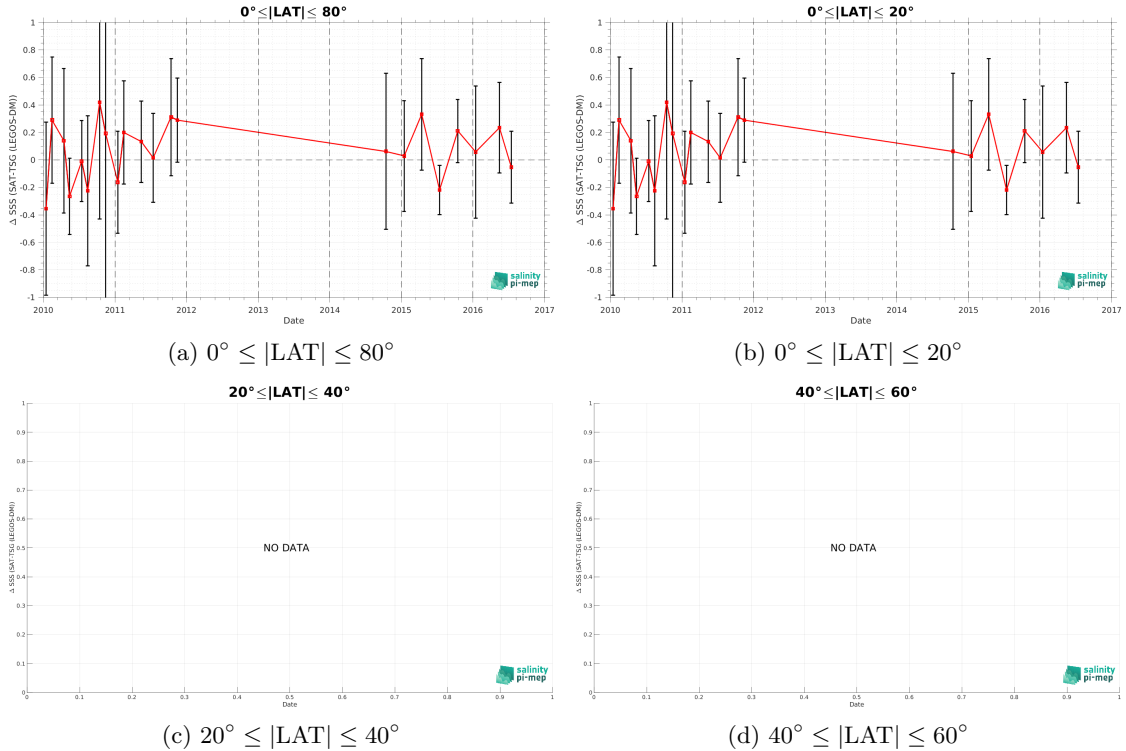 0°≤|LAT|≤ 80°
1
0.8
0.6
0.4
0.2
0
-0.2
-0.4
-0.6
-0.8
-1
Δ SSS (SAT-TSG (LEGOS-DM))
2010 2011 2012 2013 2014 2015 2016 2017
Date
salinity
pi-mep
(a) 0° ≤ |LAT| ≤ 80°
0°≤|LAT|≤ 20°
1
0.8
0.6
0.4
0.2
0
-0.2
-0.4
-0.6
-0.8
-1
Δ SSS (SAT-TSG (LEGOS-DM))
2010 2011 2012 2013 2014 2015 2016 2017
Date
salinity
pi-mep
(b) 0° ≤ |LAT| ≤ 20°
20°≤|LAT|≤ 40°
1
0.9
0.8
0.7
0.6
0.5
0.4
0.3
0.2
0.1
0
Δ SSS (SAT-TSG (LEGOS-DM))
NO DATA
0 0.1 0.2 0.3 0.4 0.5 0.6 0.7 0.8 0.9 1
Date
salinity
pi-mep
(c) 20° ≤ |LAT| ≤ 40°
40°≤|LAT|≤ 60°
1
0.9
0.8
0.7
0.6
0.5
0.4
0.3
0.2
0.1
0
Δ SSS (SAT-TSG (LEGOS-DM))
NO DATA
0 0.1 0.2 0.3 0.4 0.5 0.6 0.7 0.8 0.9 1
Date
salinity
pi-mep
(d) 40° ≤ |LAT| ≤ 60°